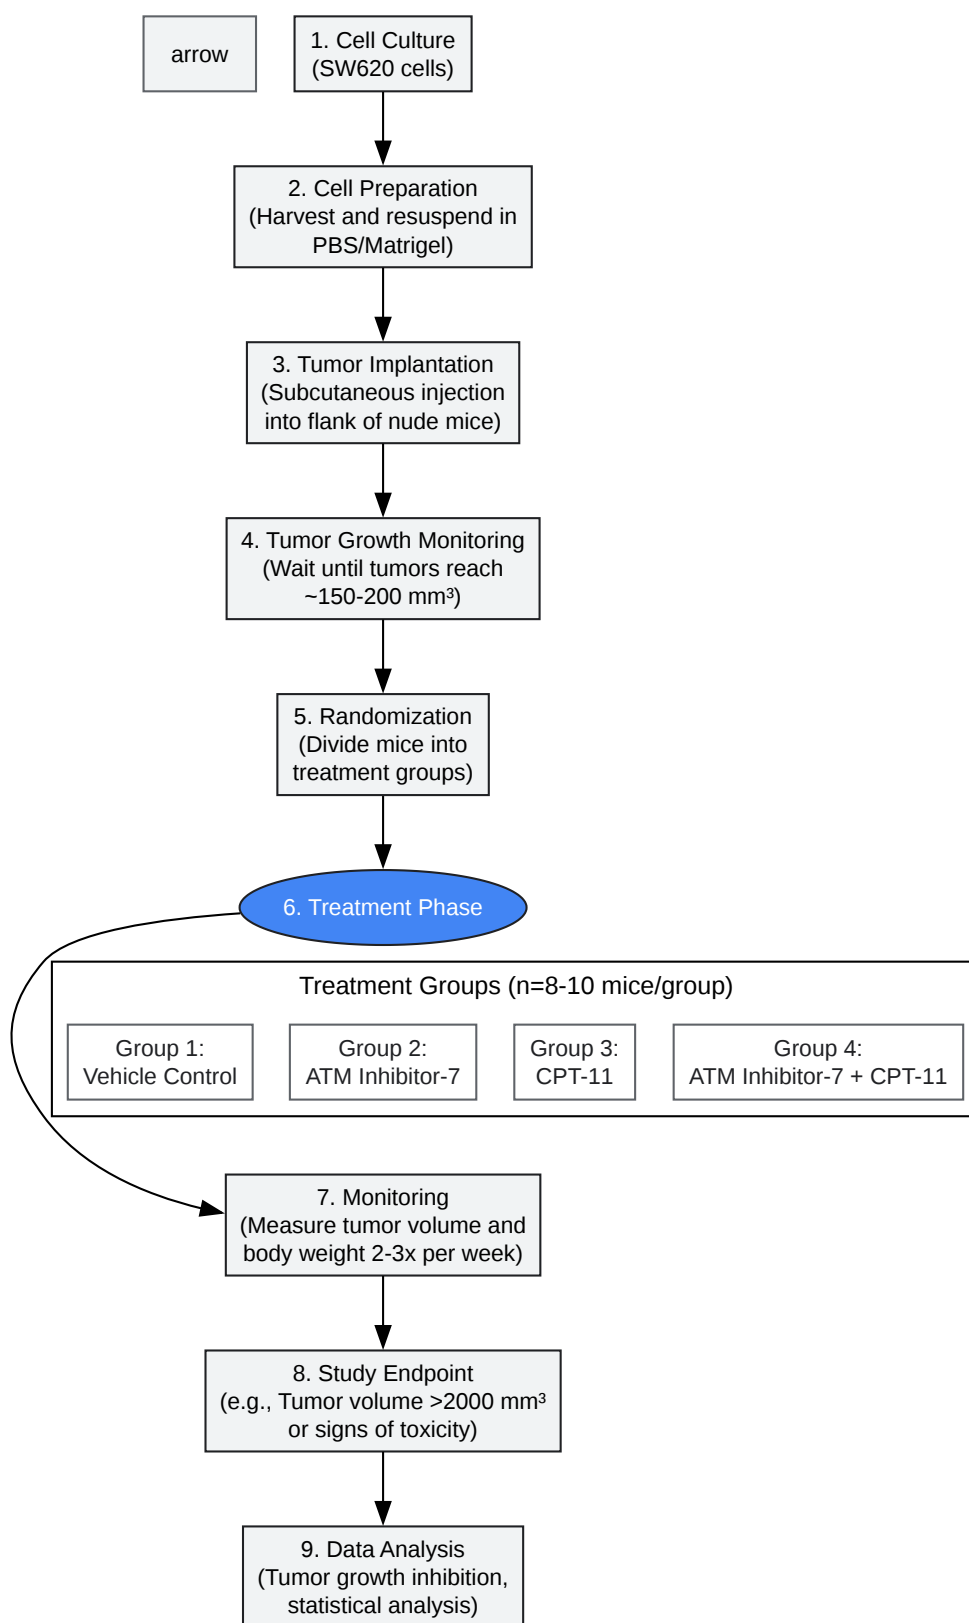 arrow
1. Cell Culture
(SW620 cells)
2. Cell Preparation
(Harvest and resuspend in
PBS/Matrigel)
3. Tumor Implantation
(Subcutaneous injection
into flank of nude mice)
4. Tumor Growth Monitoring
(Wait until tumors reach
~150-200 mm³)
5. Randomization
(Divide mice into
treatment groups)
6. Treatment Phase
Treatment Groups (n=8-10 mice/group)
Group 1:
Vehicle Control
Group 2:
ATM Inhibitor-7
Group 3:
CPT-11
Group 4:
ATM Inhibitor-7 + CPT-11
7. Monitoring
(Measure tumor volume and
body weight 2-3x per week)
8. Study Endpoint
(e.g., Tumor volume >2000 mm³
or signs of toxicity)
9. Data Analysis
(Tumor growth inhibition,
statistical analysis)